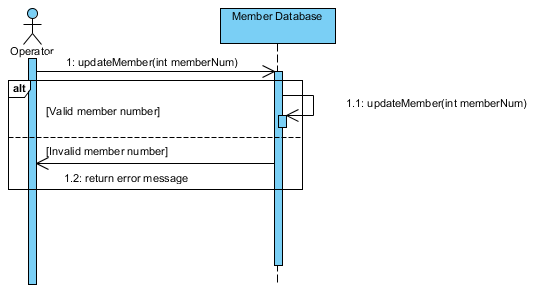 Member Database
Operator
1: updateMember(int memberNum)
alt
1.1: updateMember(int memberNum)
[Valid member number]
[Invalid member number]
1.2: return error message